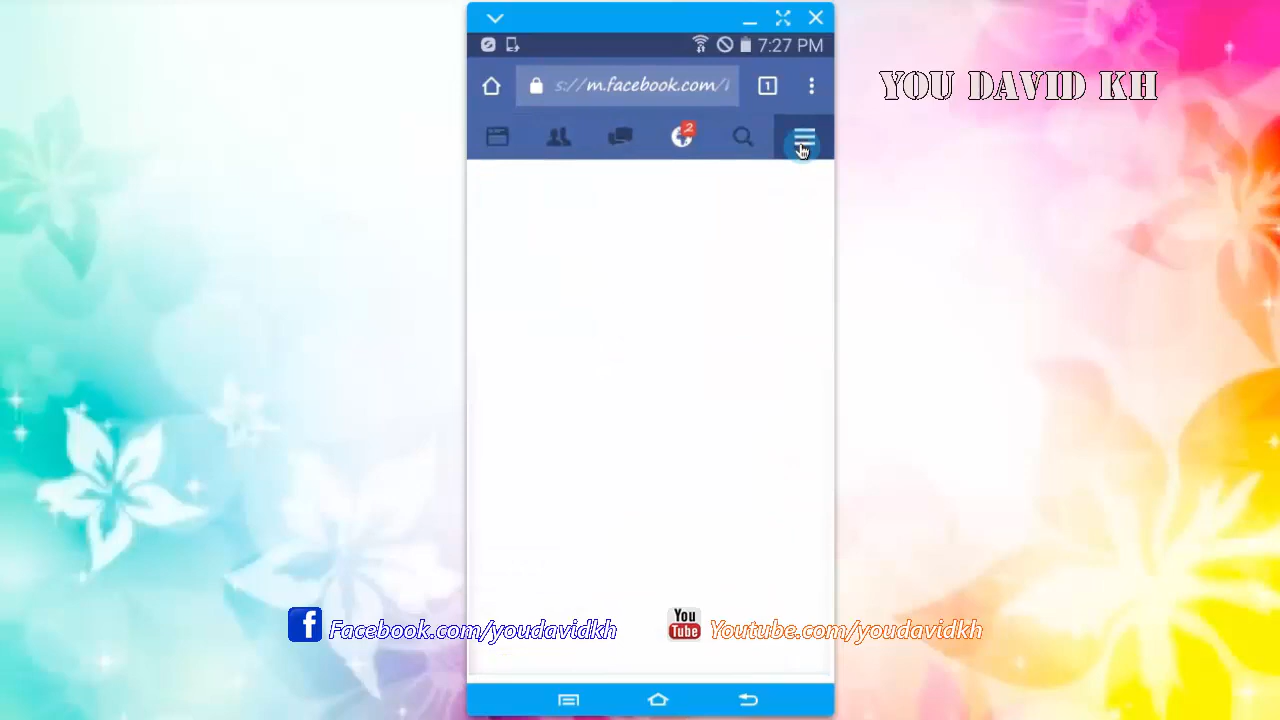 7:27 PM
s://m.facebook.com/
1
2
YOU DAVID KH
Facebook.com/youdavidkh
You
Tube
Youtube.com/youdavidkh